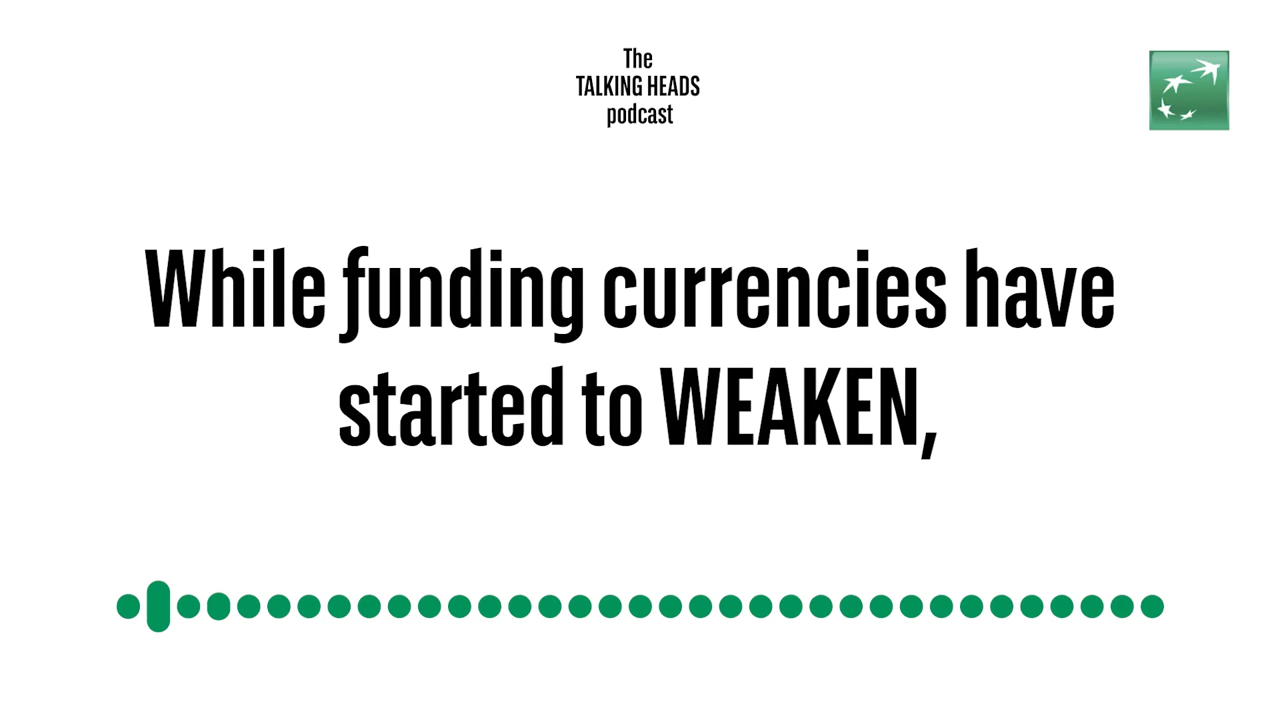 The
TALKING HEADS
podcast
While funding currencies have
started to WEAKEN,